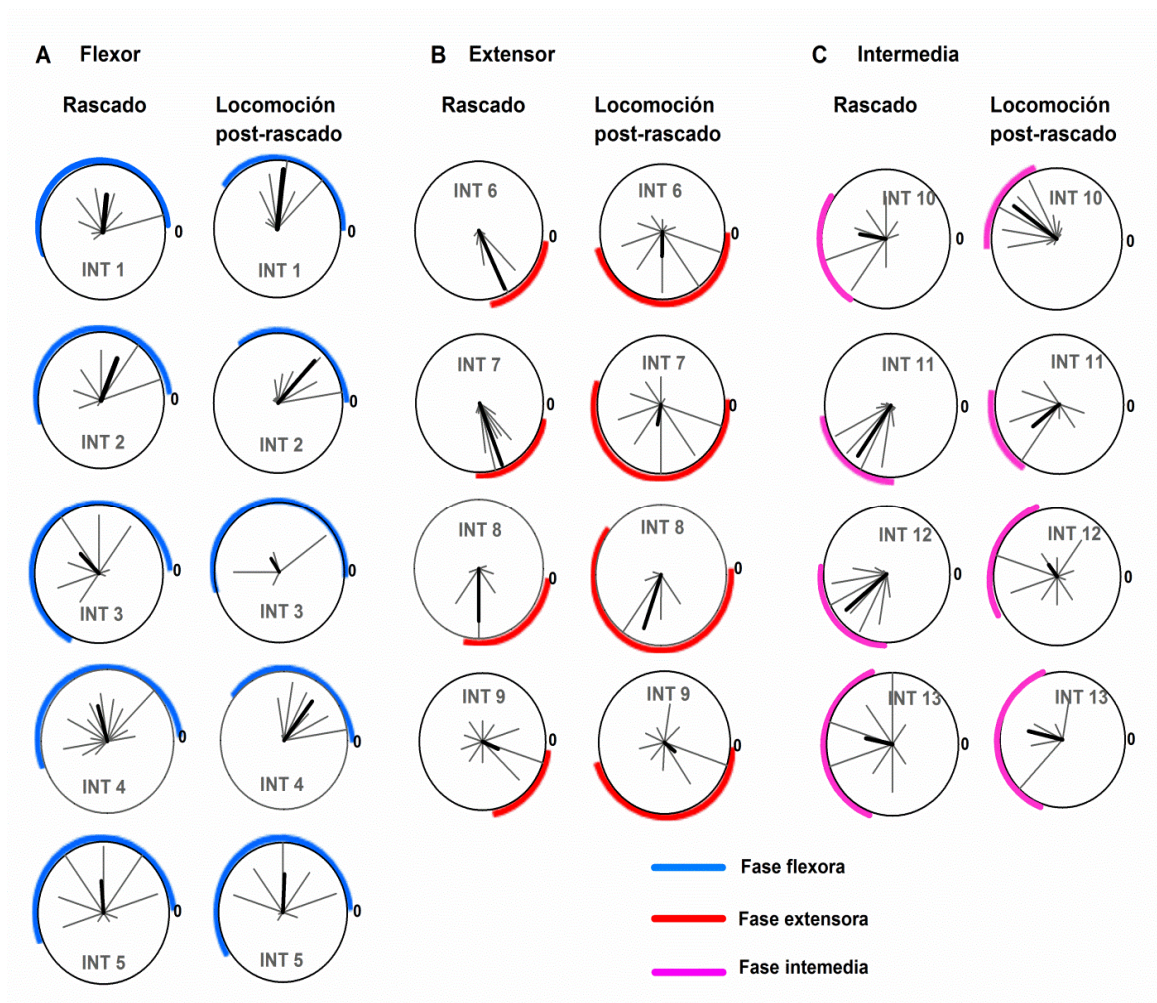 A Flexor
Rascado
Locomoción
post-rascado
INT 1
0
INT 1
0
INT 2
0
INT 2
0
INT 3
0
INT 3
0
INT 4
0
INT 4
0
INT 5
0
INT 5
0
B Extensor
Rascado
Locomoción
post-rascado
INT 6
0
INT 6
0
INT 7
0
INT 7
0
INT 8
0
INT 8
0
INT 9
0
INT 9
0
C Intermedia
Rascado
Locomoción
post-rascado
INT 10
0
INT 10
0
INT 11
0
INT 11
0
INT 12
0
INT 12
0
INT 13
0
INT 13
0
Fase flexora
Fase extensora
Fase intemedia